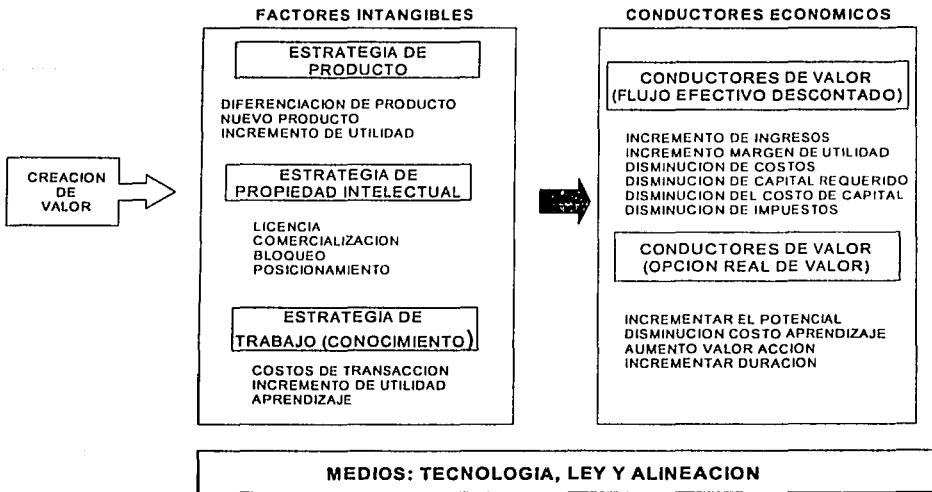 FACTORES INTANGIBLES
ESTRATEGIA DE
PRODUCTO
DIFERENCIACION DE PRODUCTO
NUEVO PRODUCTO
INCREMENTO DE UTILIDAD
CREACION
DE
VALOR
ESTRATEGIA DE
PROPIEDAD INTELECTUAL
LICENCIA
COMERCIALIZACION
BLOQUEO
POSICIONAMIENTO
ESTRATEGIA DE
TRABAJO (CONOCIMIENTO)
COSTOS DE TRANSACCION
INCREMENTO DE UTILIDAD
APRENDIZAJE
CONDUCTORES ECONOMICOS
CONDUCTORES DE VALOR
(FLUJO EFECTIVO DESCONTADO)
INCREMENTO DE INGRESOS
INCREMENTO MARGEN DE UTILIDAD
DISMINUCION DE COSTOS
DISMINUCION DE CAPITAL REQUERIDO
DISMINUCION DEL COSTO DE CAPITAL
DISMINUCION DE IMPUESTOS
CONDUCTORES DE VALOR
(OPCION REAL DE VALOR)
INCREMENTAR EL POTENCIAL
DISMINUCION COSTO APRENDIZAJE
AUMENTO VALOR ACCION
INCREMENTAR DURACION
MEDIOS: TECNOLOGIA, LEY Y ALINEACION